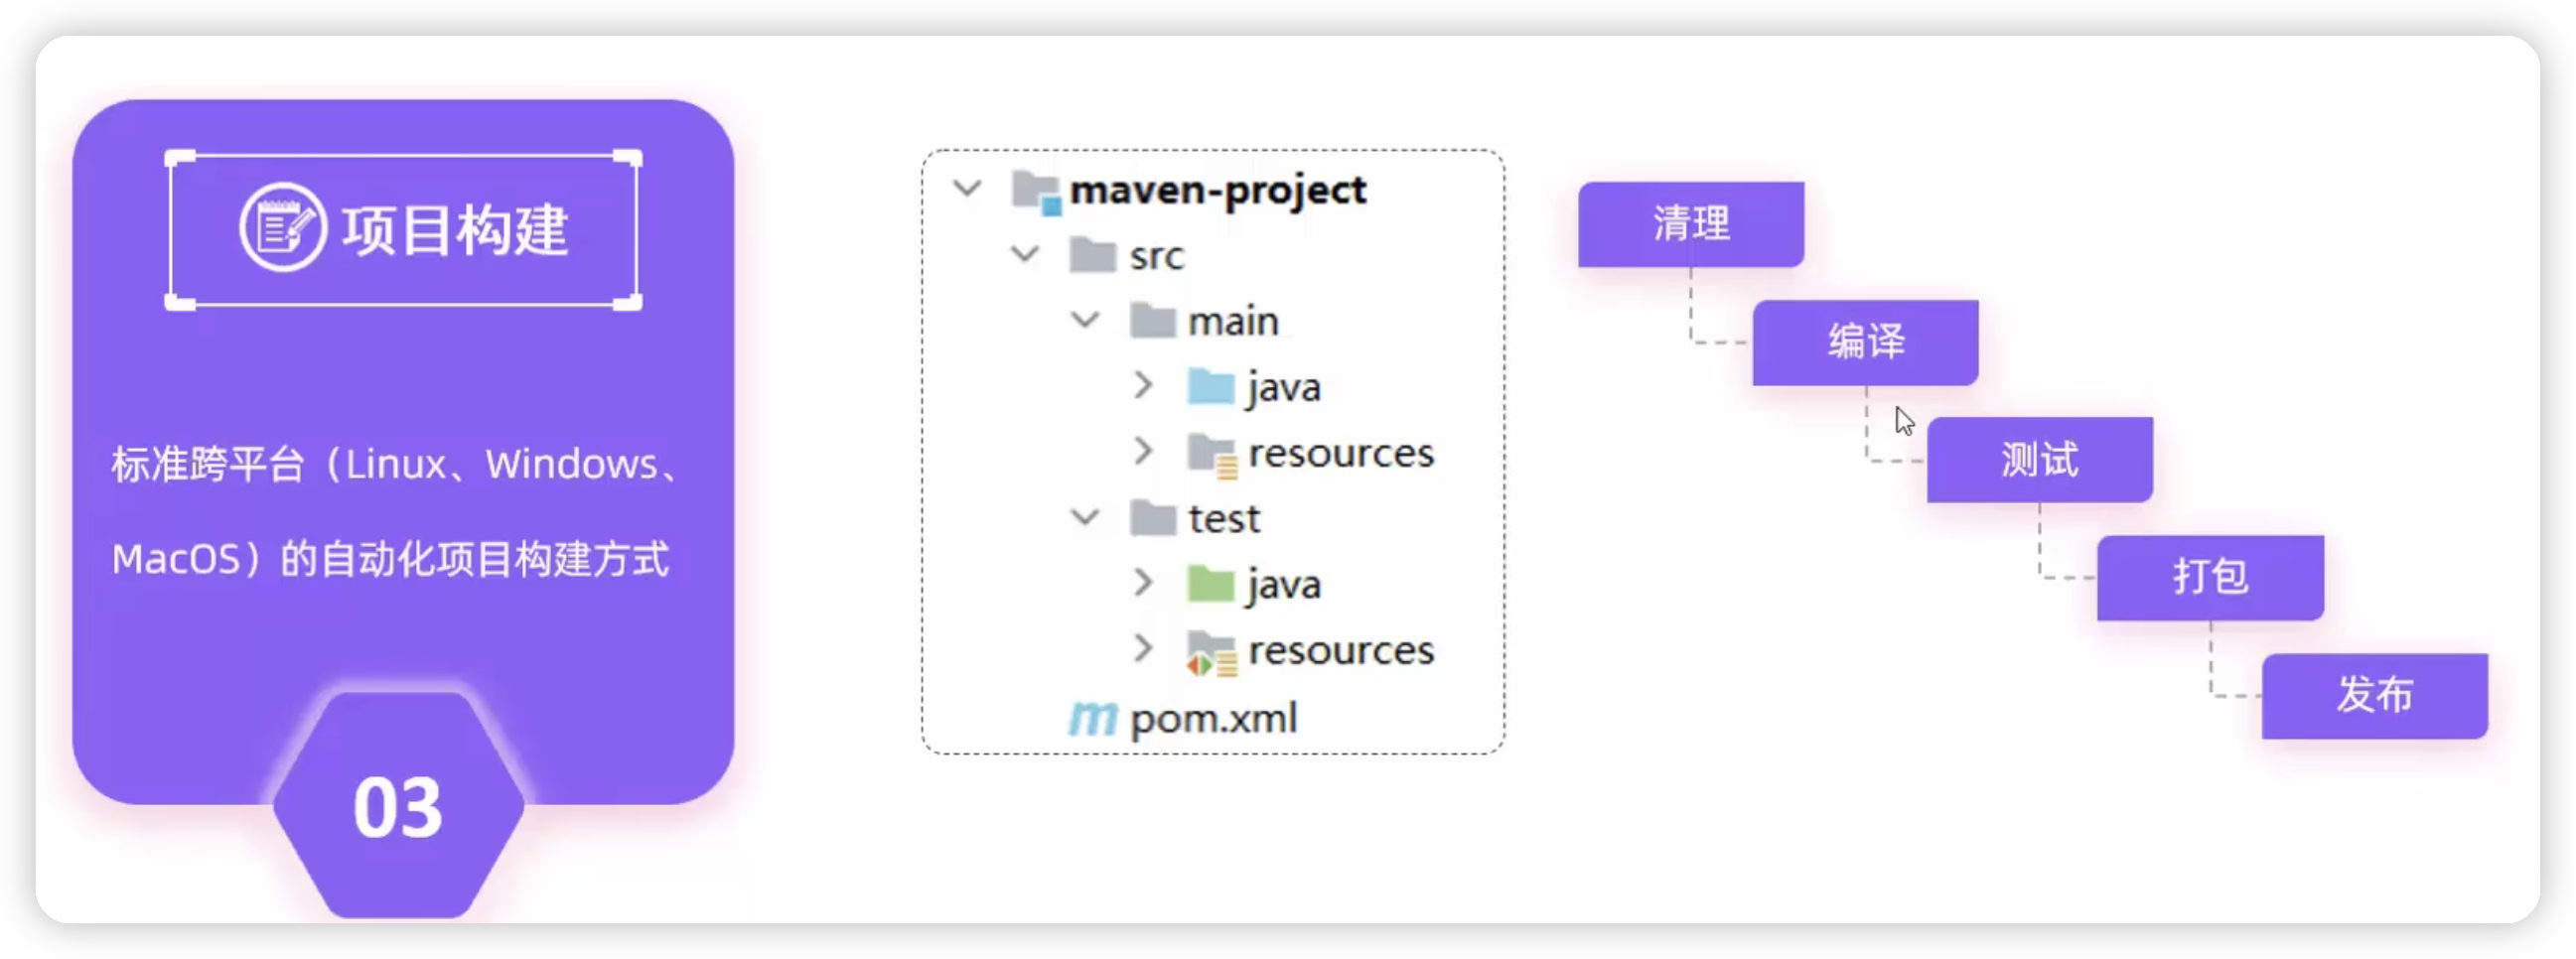 项目构建
标准跨平台（Linux、Windows、
MacOS）的自动化项目构建方式
03
maven-project
src
main
java
resources
test
java
resources
pom.xml
清理
编译
测试
打包
发布